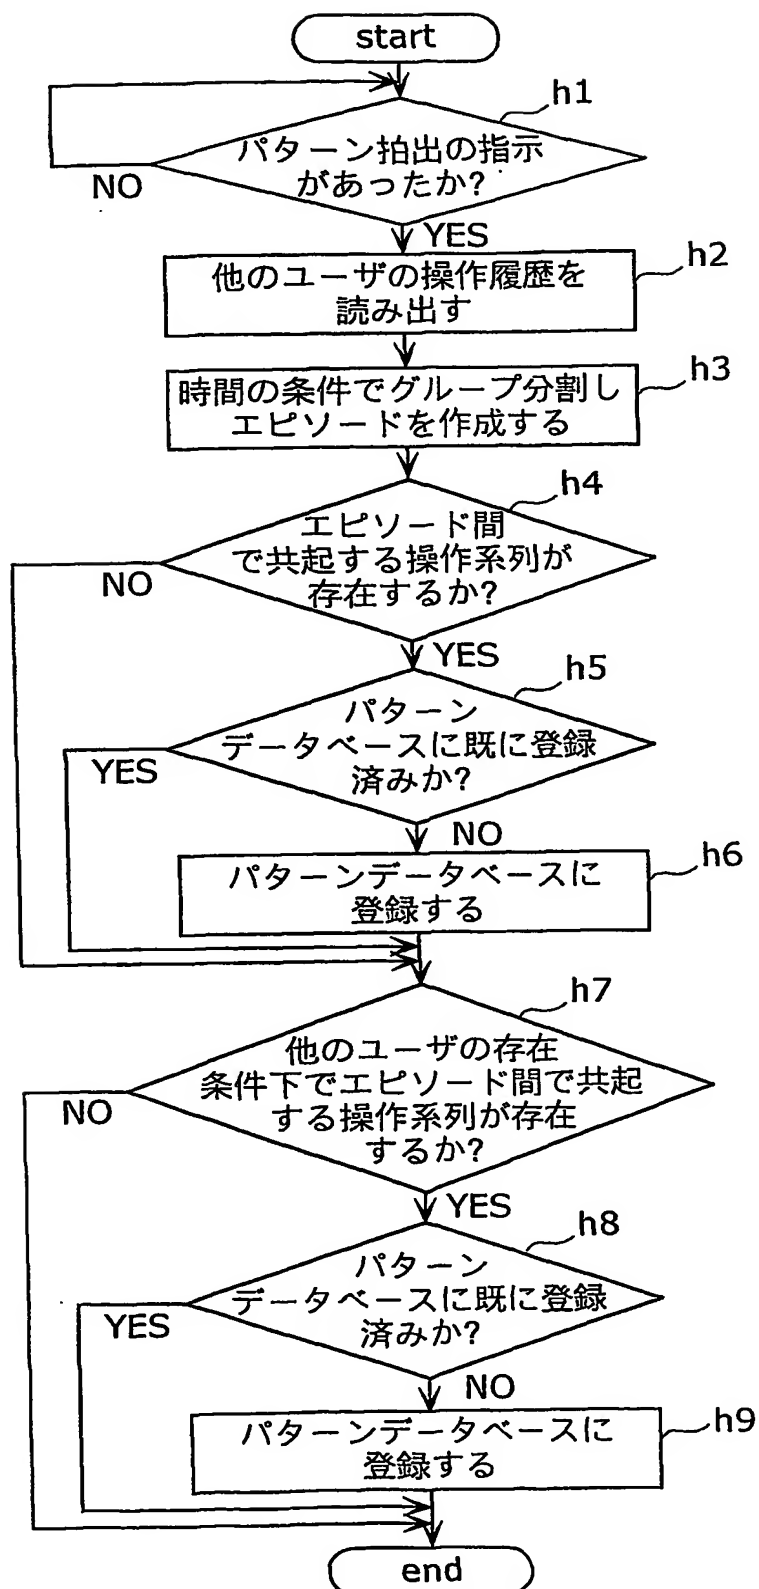 start
h1
パターン拍出の指示
があったか?
NO
YES
h2
他のユーザの操作履歴を
読み出す
h3
時間の条件でグループ分割し
エピソードを作成する
h4
エピソード間
で共起する操作系列が
存在するか?
NO
YES
h5
パターン
データベースに既に登録
済みか?
YES
NO
h6
パターンデータベースに
登録する
h7
他のユーザの存在
条件下でエピソード間で共起
する操作系列が存在
するか?
NO
YES
h8
パターン
データベースに既に登録
済みか?
YES
NO
h9
パターンデータベースに
登録する
end